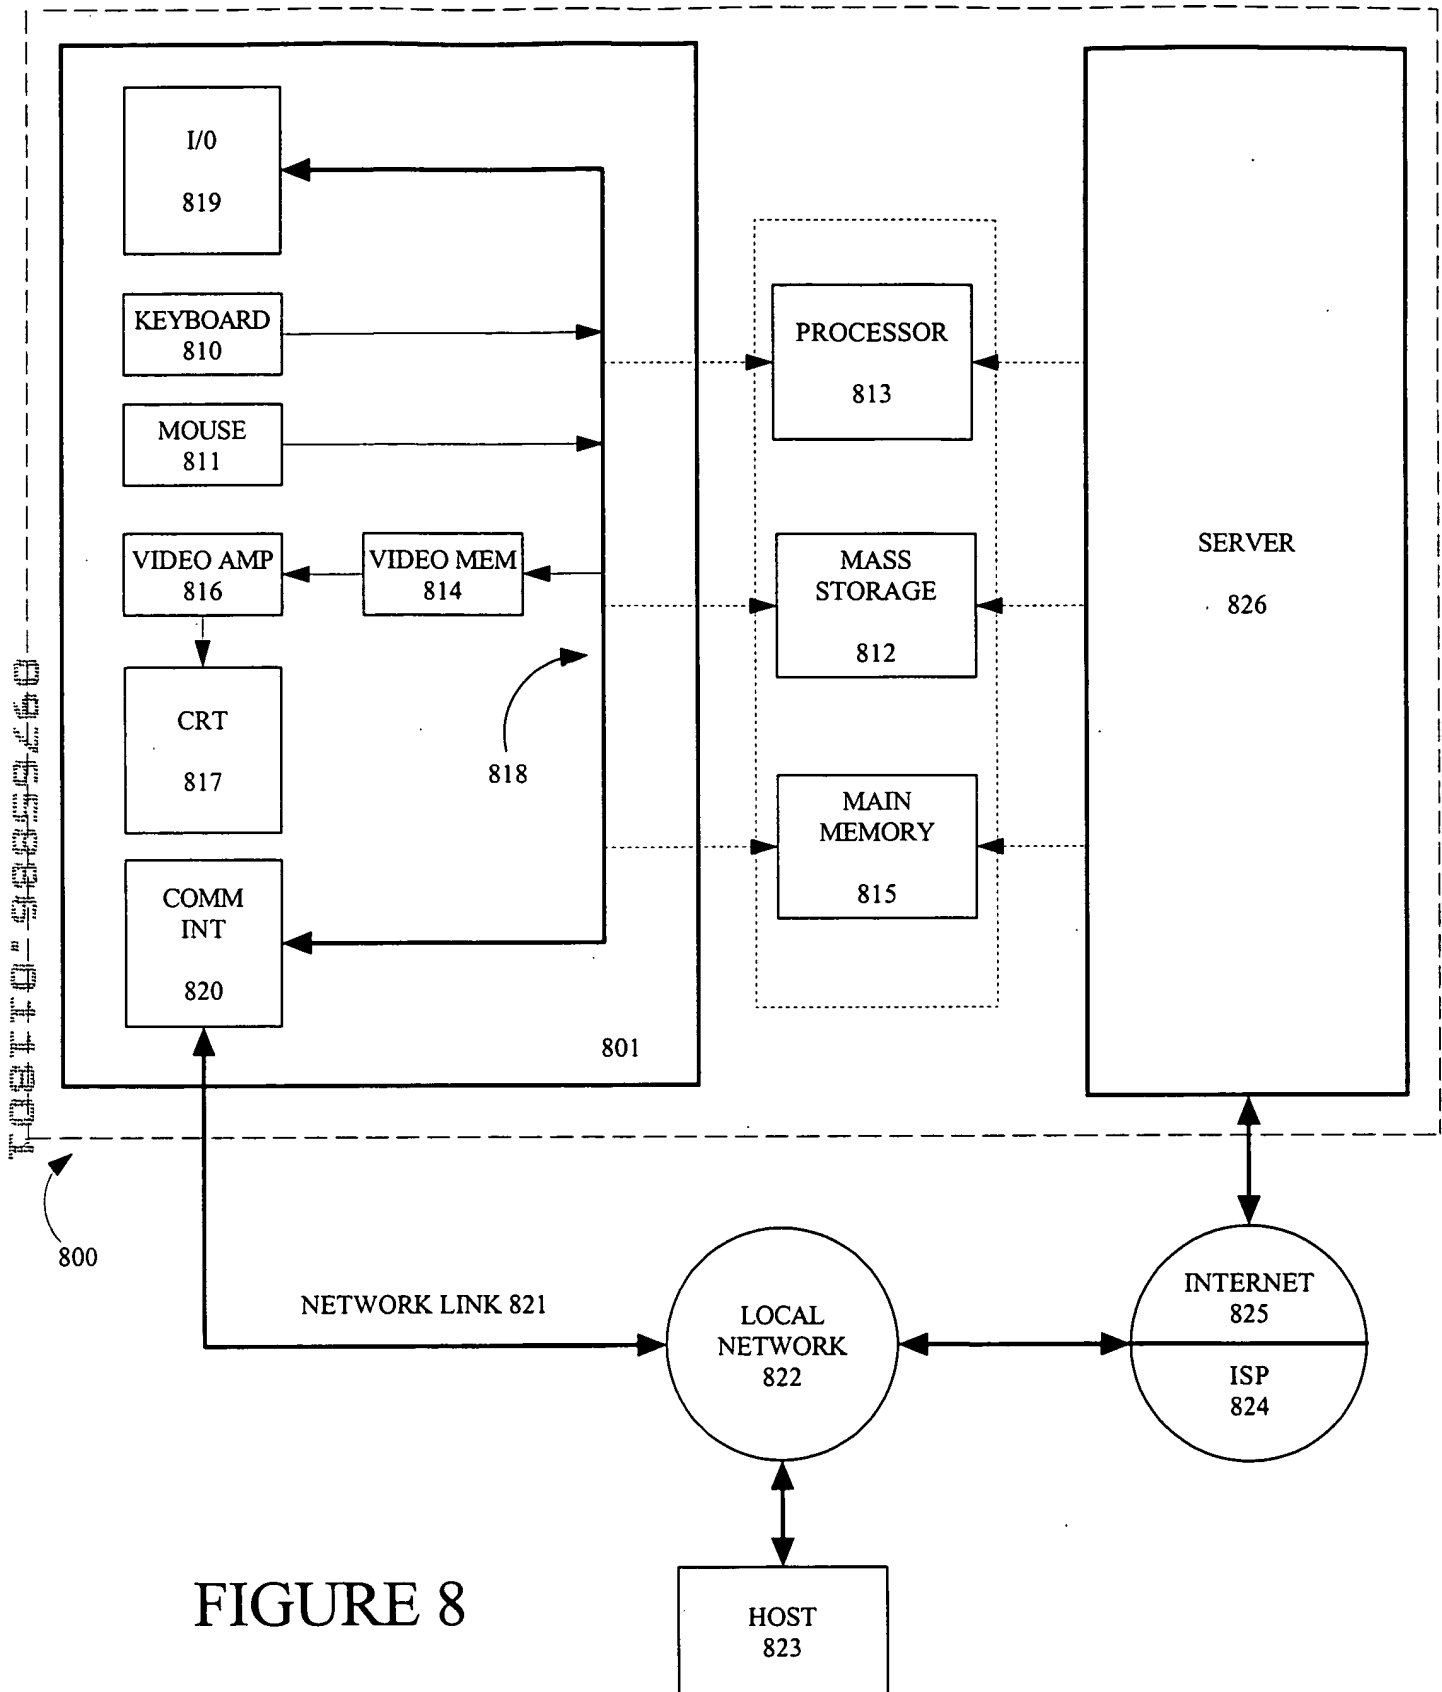 I/0
819
KEYBOARD
810
MOUSE
811
VIDEO AMP
816
VIDEO MEM
814
CRT
817
818
COMM
INT
820
801
PROCESSOR
813
MASS
STORAGE
812
MAIN
MEMORY
815
SERVER
826
800
NETWORK LINK 821
LOCAL
NETWORK
822
INTERNET
825
ISP
824
HOST
823
FIGURE 8